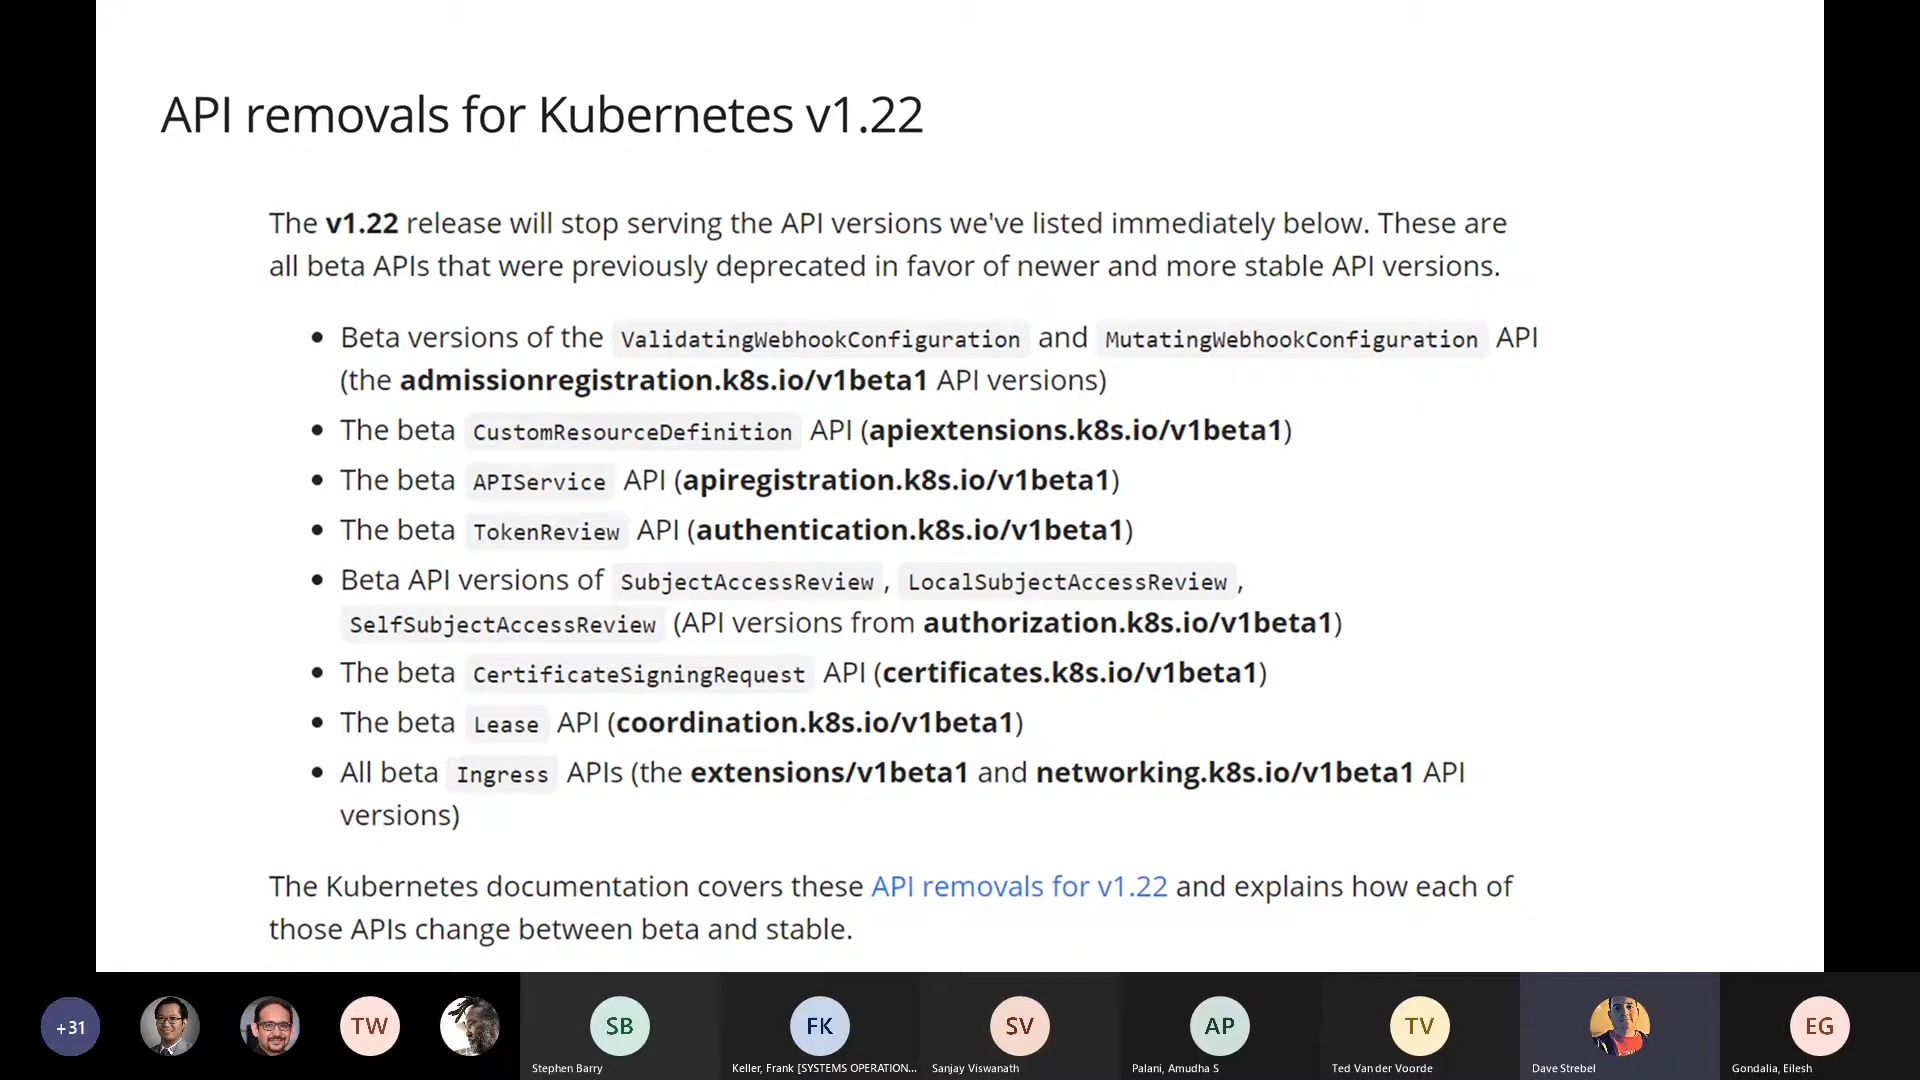 API removals for Kubernetes v1.22
The v1.22 release will stop serving the API versions we've listed immediately below. These are
all beta APIs that were previously deprecated in favor of newer and more stable API versions.
• Beta versions of the ValidatingWebhookConfiguration and MutatingWebhookConfiguration API
(the admissionregistration.k8s.io/v1beta1 API versions)
• The beta CustomResourceDefinition API (apiextensions.k8s.io/v1beta1)
• The beta APIService API (apiregistration.k8s.io/v1beta1)
• The beta TokenReview API (authentication.k8s.io/v1beta1)
• Beta API versions of SubjectAccessReview, LocalSubjectAccessReview,
SelfSubjectAccessReview (API versions from authorization.k8s.io/v1beta1)
• The beta CertificateSigningRequest API (certificates.k8s.io/v1beta1)
• The beta Lease API (coordination.k8s.io/v1beta1)
• All beta Ingress APIs (the extensions/v1beta1 and networking.k8s.io/v1beta1 API
versions)
The Kubernetes documentation covers these API removals for v1.22 and explains how each of
those APIs change between beta and stable.
+31
TW
SB
FK
SV
AP
TV
EG
Stephen Barry
Keller, Frank [SYSTEMS OPERATION...
Sanjay Viswanath
Palani, Amudha S
Ted Van der Voorde
Dave Strebel
Gondalia, Eilesh